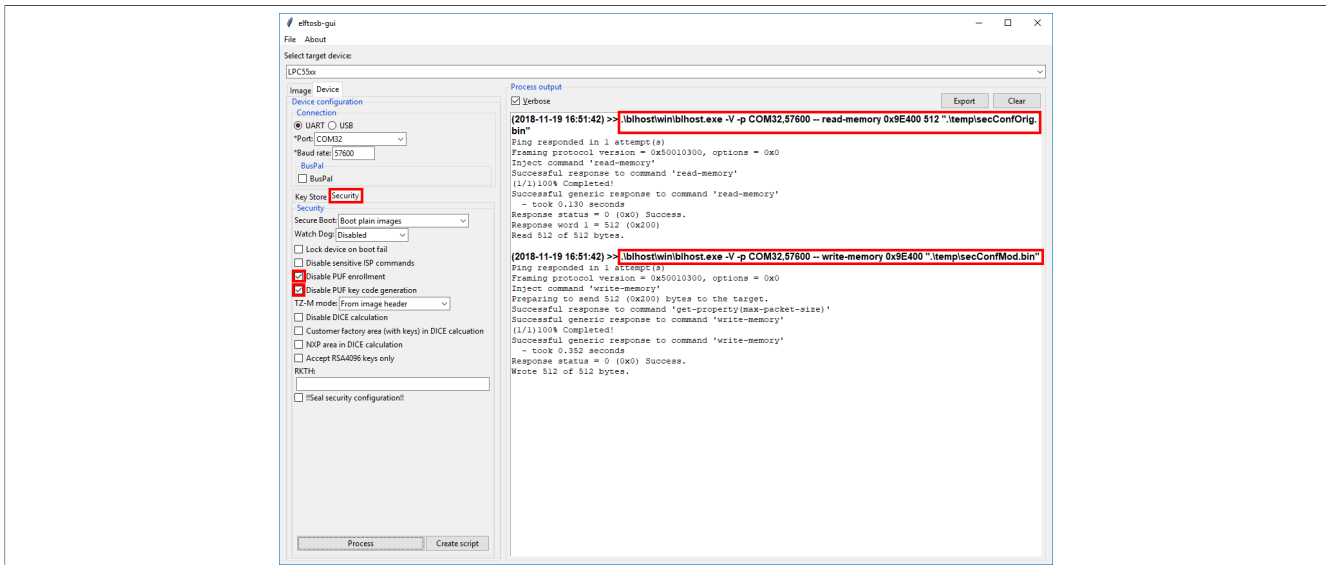 elftosb-gui
File About
Select target device:
LPC55xx
Image Device
Device configuration
Connection
UART USB
*Port: COM32
*Baud rate: 57600
BusPal
BusPal
Key Store Security
Security
Secure Boot: Boot plain images
Watch Dog: Disabled
Lock device on boot fail
Disable sensitive ISP commands
Disable PUF enrollment
Disable PUF key code generation
TZ-M mode: From image header
Disable DICE calculation
Customer factory area (with keys) in DICE calcuation
NXP area in DICE calculation
Accept RSA4096 keys only
RKTH:
!!Seal security configuration!!
Process Create script
Process output
Verbose
Export Clear
(2018-11-19 16:51:42) >>.\blhost\win\blhost.exe -V -p COM32,57600 -- read-memory 0x9E400 512 ".\temp\secConfOrig.
bin"
Ping responded in 1 attempt(s)
Framing protocol version = 0x50010300, options = 0x0
Inject command 'read-memory'
Successful response to command 'read-memory'
(1/1)100% Completed!
Successful generic response to command 'read-memory'
- took 0.130 seconds
Response status = 0 (0x0) Success.
Response word 1 = 512 (0x200)
Read 512 of 512 bytes.
(2018-11-19 16:51:42) >>.\blhost\win\blhost.exe -V -p COM32,57600 -- write-memory 0x9E400 ".\temp\secConfMod.bin"
Ping responded in 1 attempt(s)
Framing protocol version = 0x50010300, options = 0x0
Inject command 'write-memory'
Preparing to send 512 (0x200) bytes to the target.
Successful response to command 'get-property(max-packet-size)'
Successful generic response to command 'write-memory'
(1/1)100% Completed!
Successful generic response to command 'write-memory'
- took 0.352 seconds
Response status = 0 (0x0) Success.
Wrote 512 of 512 bytes.